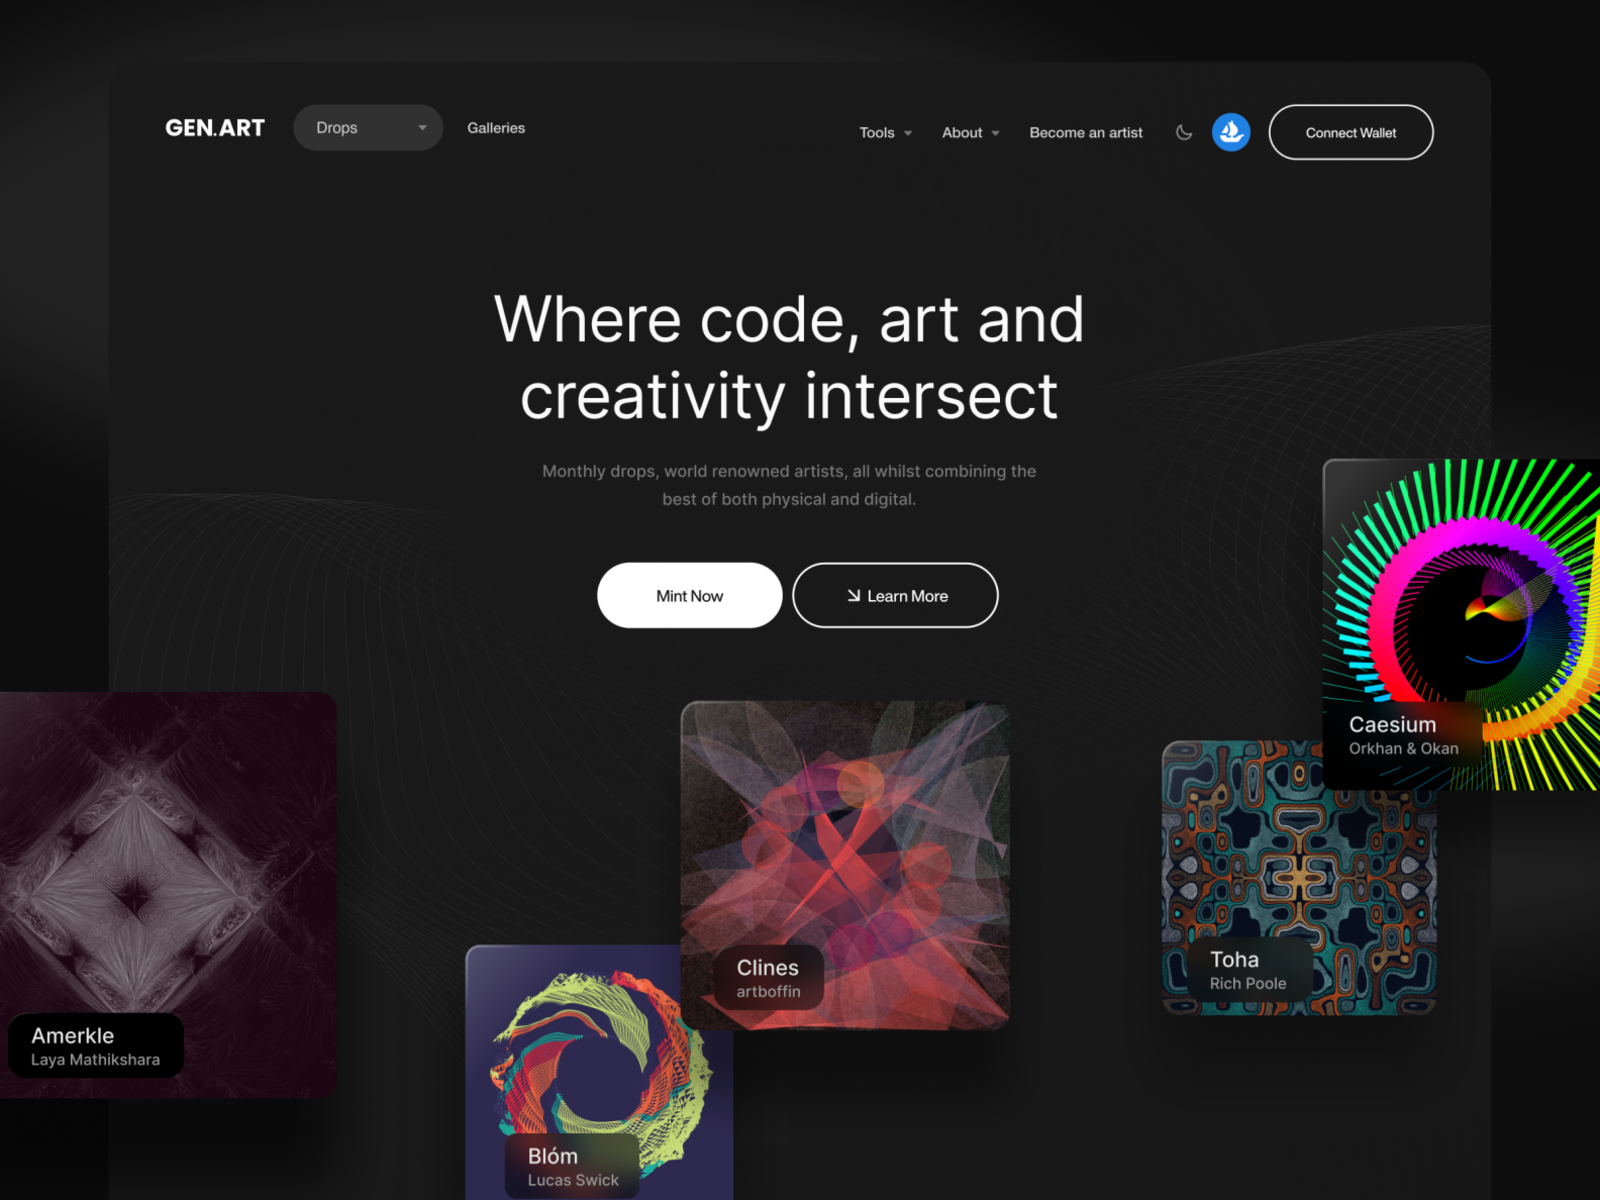 GEN.ART
Drops
Galleries
Tools
About
Become an artist
Connect Wallet
Where code, art and
creativity intersect
Monthly drops, world renowned artists, all whilst combining the
best of both physical and digital.
Mint Now
Learn More
Caesium
Orkhan & Okan
Clines
artboffin
Toha
Rich Poole
Amerkle
Laya Mathikshara
Blóm
Lucas Swick